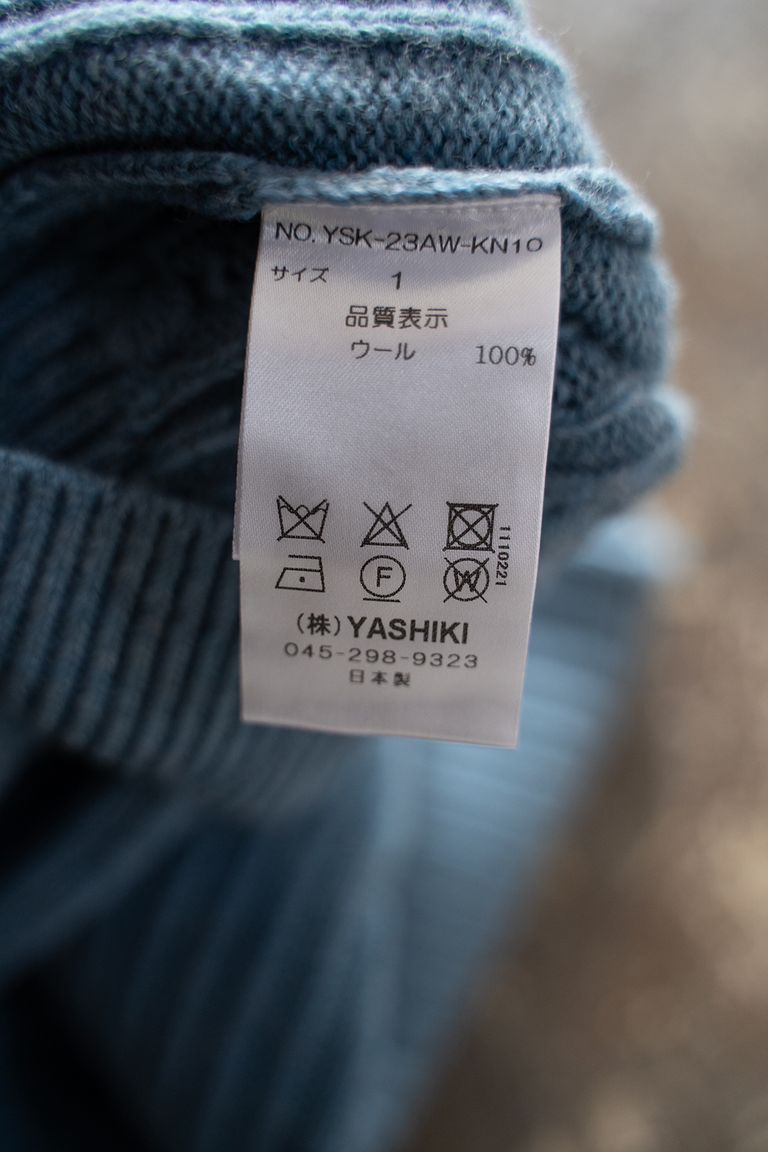 NO. YSK-23AW-KN10
サイズ 1
品質表示
ウール 100%
1110221
F
W
(株)YASHIKI
045-298-9323
日本製